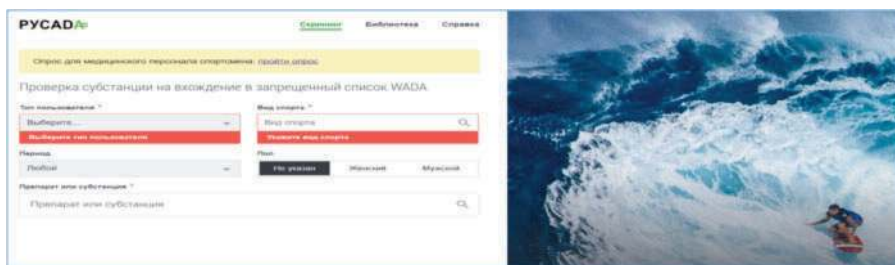 РУСАДА
Скрининг Библиотека Справка
Опрос для медицинского персонала спортсмена: пройти опрос
Проверка субстанции на вхождение в запрещенный список WADA
Тип пользователя * Вид спорта *
Выберите... Вид спорта
Выберите тип пользователя Укажите вид спорта
Период Пол
Любой Не указан Женский Мужской
Препарат или субстанция *
Препарат или субстанция